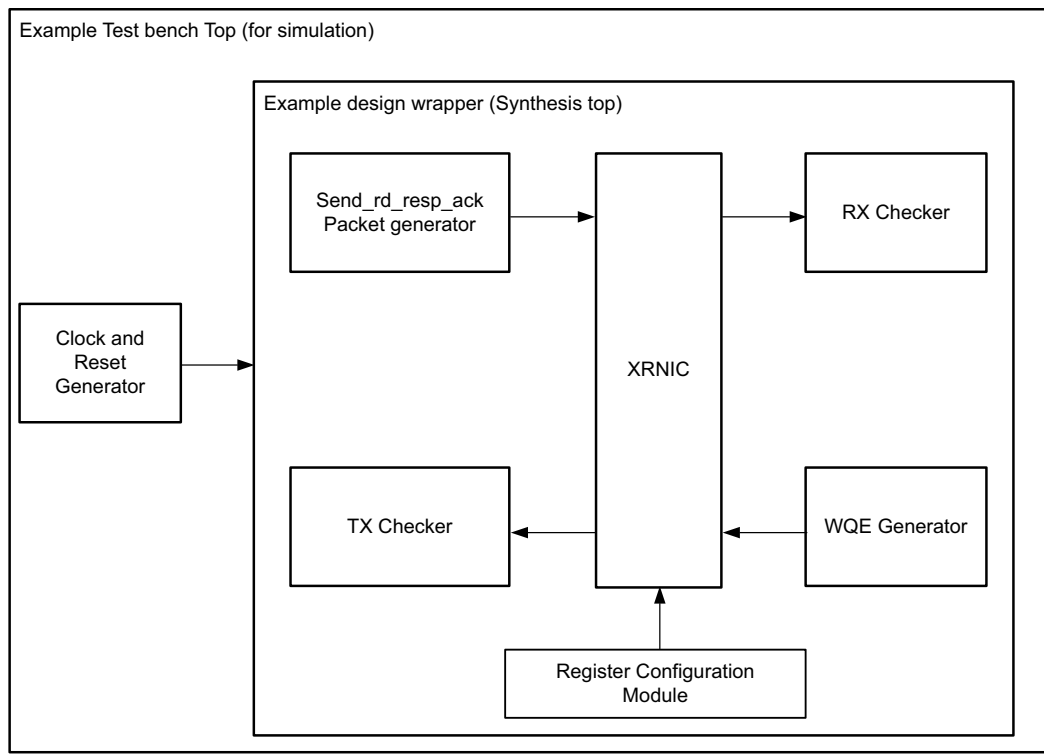 Example Test bench Top (for simulation)
Example design wrapper (Synthesis top)
Send_rd_resp_ack
Packet generator
XRNIC
RX Checker
Clock and
Reset
Generator
TX Checker
WQE Generator
Register Configuration
Module